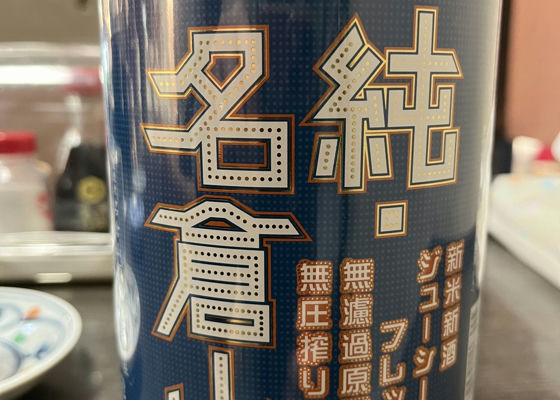 純・
名倉山
新米新酒
ジューシー
フレッ
無濾過原
無圧搾り